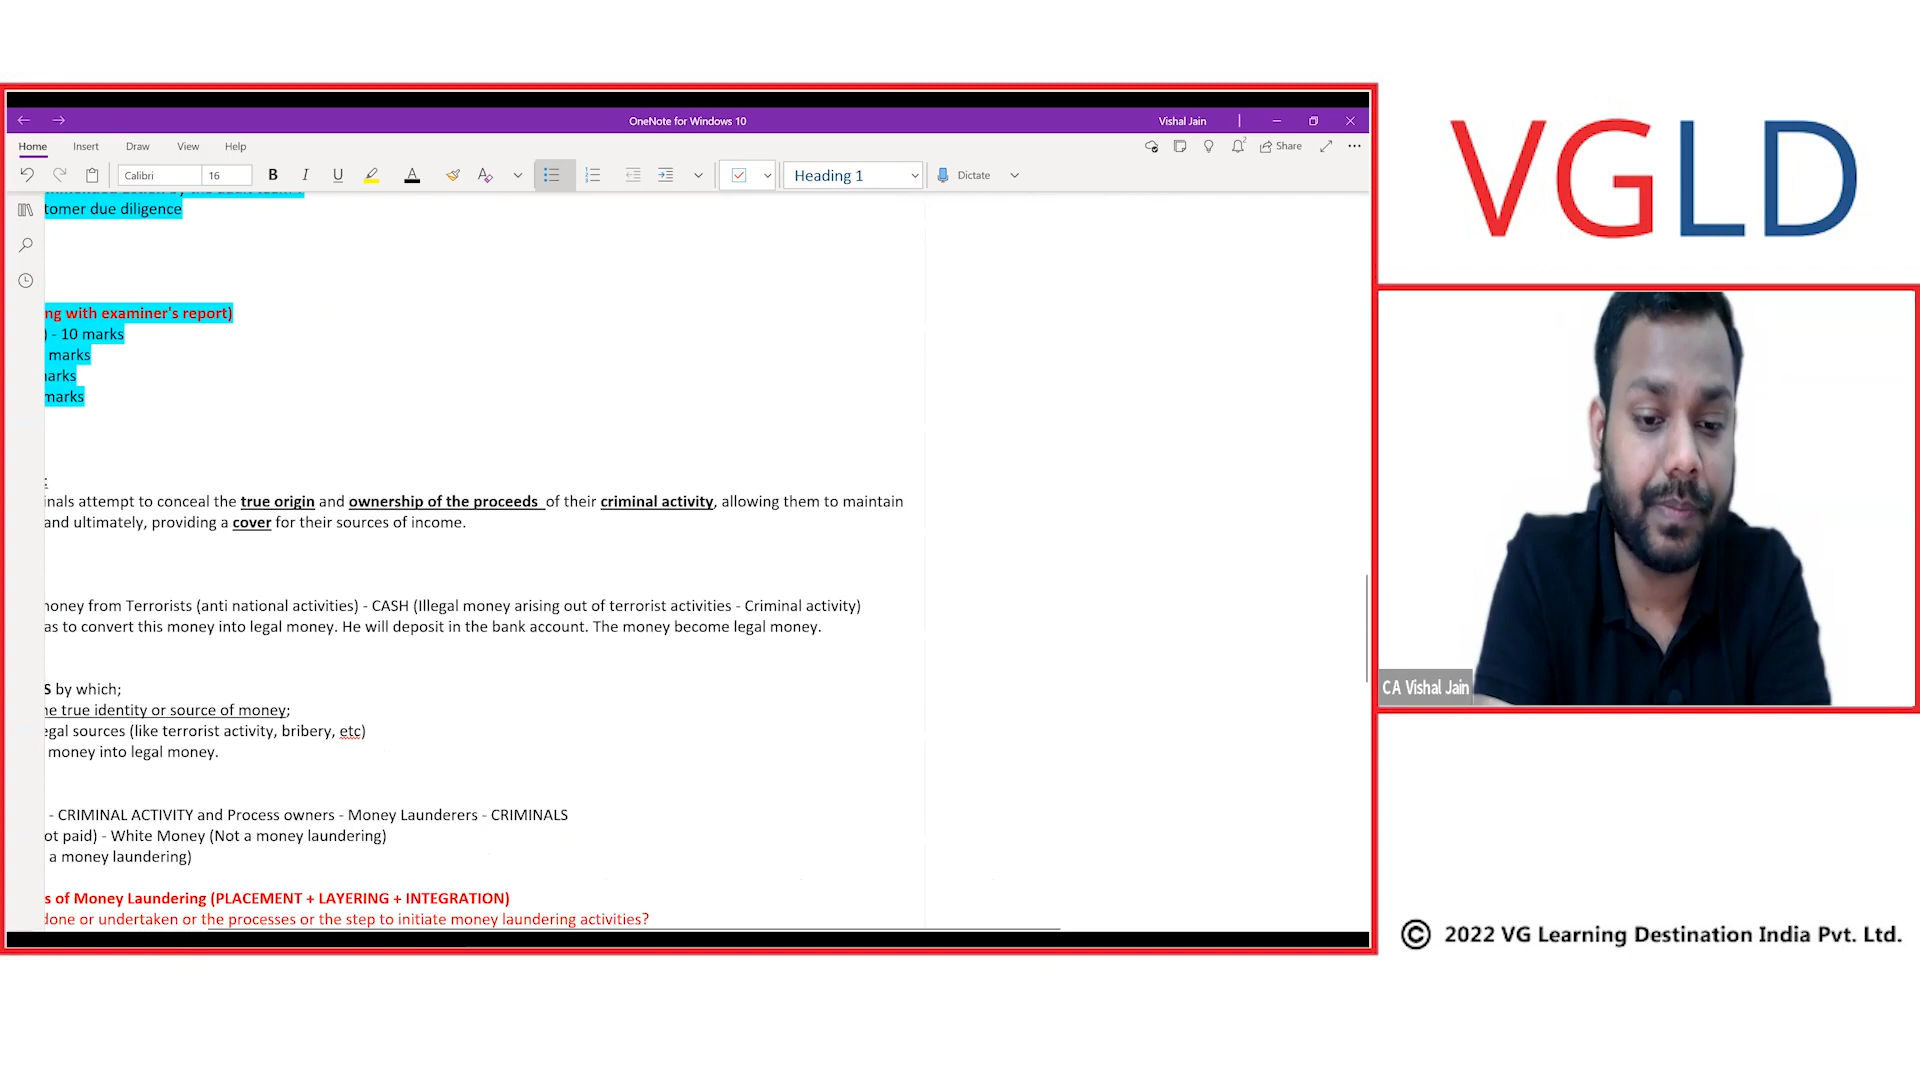 OneNote for Windows 10
Vishal Jain
Home Insert Draw View Help
Share
Calibri 16 B I U A Heading 1 Dictate
tomer due diligence
ng with examiner's report)
) - 10 marks
marks
arks
marks
:
inals attempt to conceal the true origin and ownership of the proceeds of their criminal activity, allowing them to maintain
and ultimately, providing a cover for their sources of income.
oney from Terrorists (anti national activities) - CASH (Illegal money arising out of terrorist activities - Criminal activity)
as to convert this money into legal money. He will deposit in the bank account. The money become legal money.
S by which;
he true identity or source of money;
egal sources (like terrorist activity, bribery, etc)
money into legal money.
- CRIMINAL ACTIVITY and Process owners - Money Launderers - CRIMINALS
ot paid) - White Money (Not a money laundering)
a money laundering)
s of Money Laundering (PLACEMENT + LAYERING + INTEGRATION)
done or undertaken or the processes or the step to initiate money laundering activities?
VGLD
CA Vishal Jain
© 2022 VG Learning Destination India Pvt. Ltd.